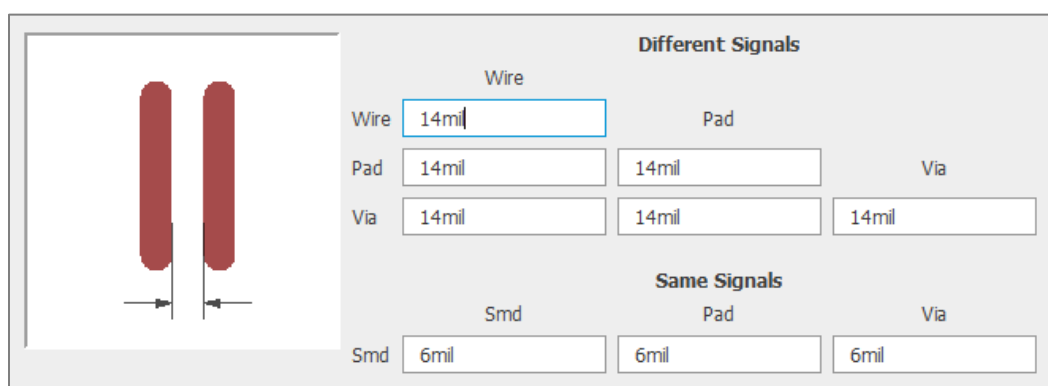 Different Signals
Wire
Wire 14mil Pad
Pad 14mil 14mil Via
Via 14mil 14mil 14mil
Same Signals
Smd Pad Via
Smd 6mil 6mil 6mil